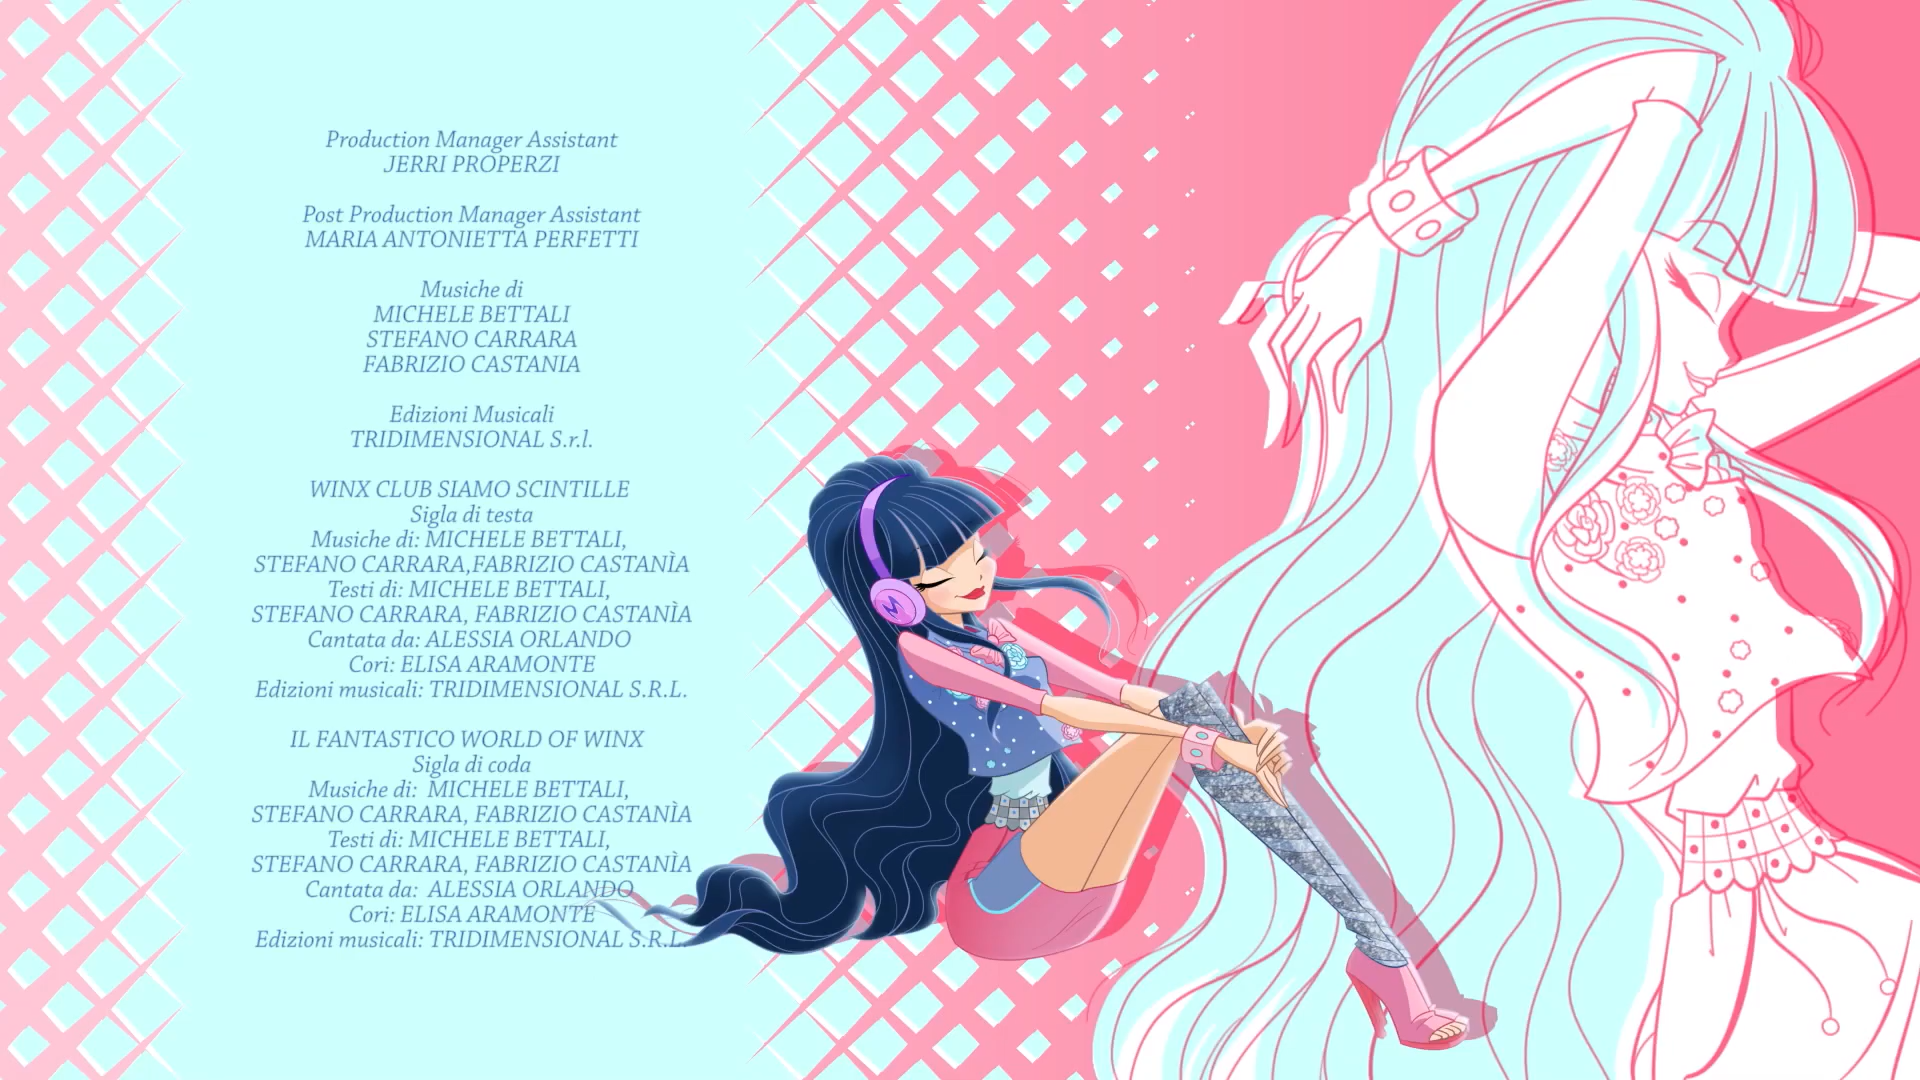 Production Manager Assistant
JERRI PROPERZI
Post Production Manager Assistant
MARIA ANTONIETTA PERFETTI
Musiche di
MICHELE BETTALI
STEFANO CARRARA
FABRIZIO CASTANIA
Edizioni Musicali
TRIDIMENSIONAL S.r.l.
WINX CLUB SIAMO SCINTILLE
Sigla di testa
Musiche di: MICHELE BETTALI,
STEFANO CARRARA,FABRIZIO CASTANÌA
Testi di: MICHELE BETTALI,
STEFANO CARRARA, FABRIZIO CASTANÌA
Cantata da: ALESSIA ORLANDO
Cori: ELISA ARAMONTE
Edizioni musicali: TRIDIMENSIONAL S.R.L.
IL FANTASTICO WORLD OF WINX
Sigla di coda
Musiche di:  MICHELE BETTALI,
STEFANO CARRARA, FABRIZIO CASTANÌA
Testi di: MICHELE BETTALI,
STEFANO CARRARA, FABRIZIO CASTANÌA
Cantata da:  ALESSIA ORLANDO
Cori: ELISA ARAMONTE
Edizioni musicali: TRIDIMENSIONAL S.R.L.
M